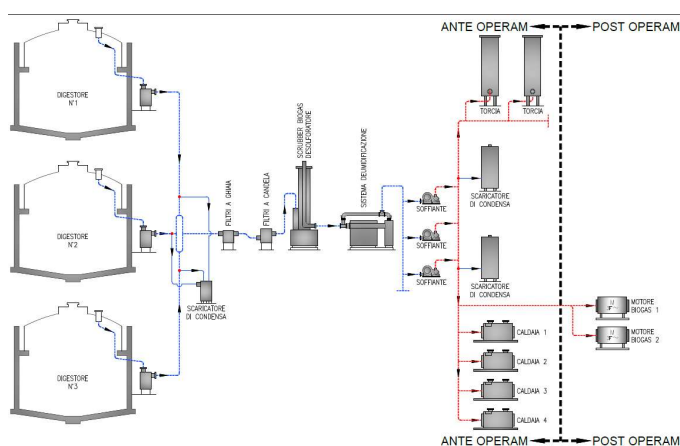 ANTE OPERAM
POST OPERAM
TORCIA
TORCIA
DIGESTORE
N°1
SCRUBBER BIOGAS
DESOLFORATORE
SISTEMA DEUMIDIFICAZIONE
FILTRI A GHIAIA
FILTRI A CANDELA
SOFFIANTE
SCARICATORE
DI CONDENSA
DIGESTORE
N°2
SOFFIANTE
SCARICATORE
DI CONDENSA
SOFFIANTE
SCARICATORE
DI CONDENSA
MOTORE
BIOGAS 1
MOTORE
BIOGAS 2
DIGESTORE
N°3
CALDAIA 1
CALDAIA 2
CALDAIA 3
CALDAIA 4
ANTE OPERAM
POST OPERAM